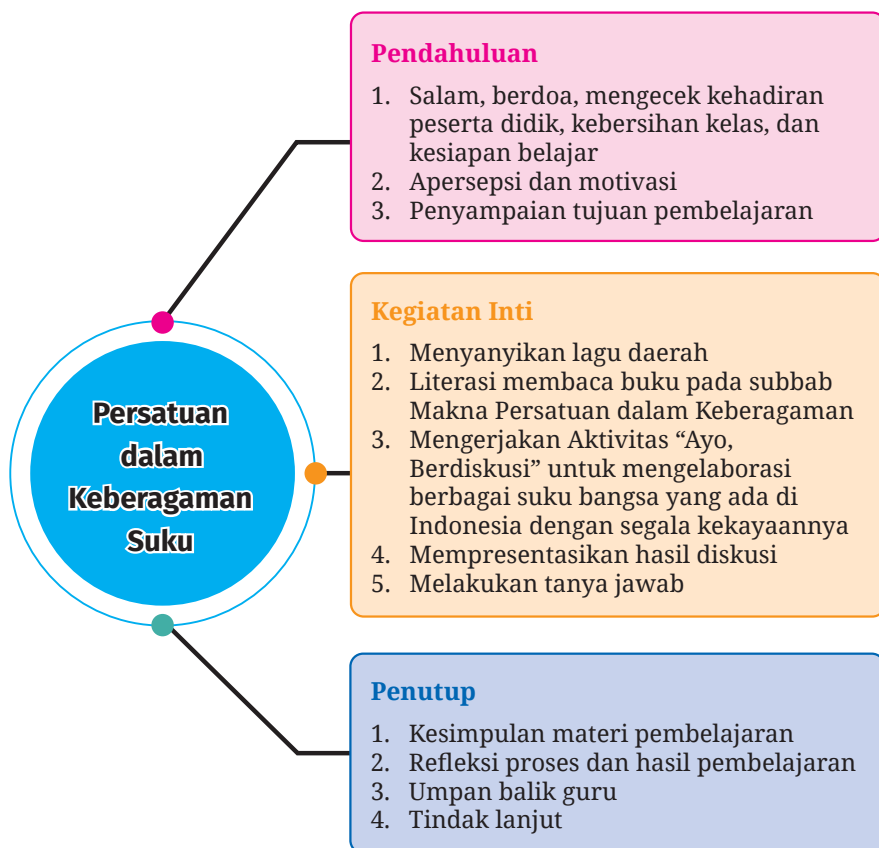 Pendahuluan
1. Salam, berdoa, mengecek kehadiran
peserta didik, kebersihan kelas, dan
kesiapan belajar
2. Apersepsi dan motivasi
3. Penyampaian tujuan pembelajaran
Persatuan
dalam
Keberagaman
Suku
Kegiatan Inti
1. Menyanyikan lagu daerah
2. Literasi membaca buku pada subbab
Makna Persatuan dalam Keberagaman
3. Mengerjakan Aktivitas “Ayo,
Berdiskusi” untuk mengelaborasi
berbagai suku bangsa yang ada di
Indonesia dengan segala kekayaannya
4. Mempresentasikan hasil diskusi
5. Melakukan tanya jawab
Penutup
1. Kesimpulan materi pembelajaran
2. Refleksi proses dan hasil pembelajaran
3. Umpan balik guru
4. Tindak lanjut